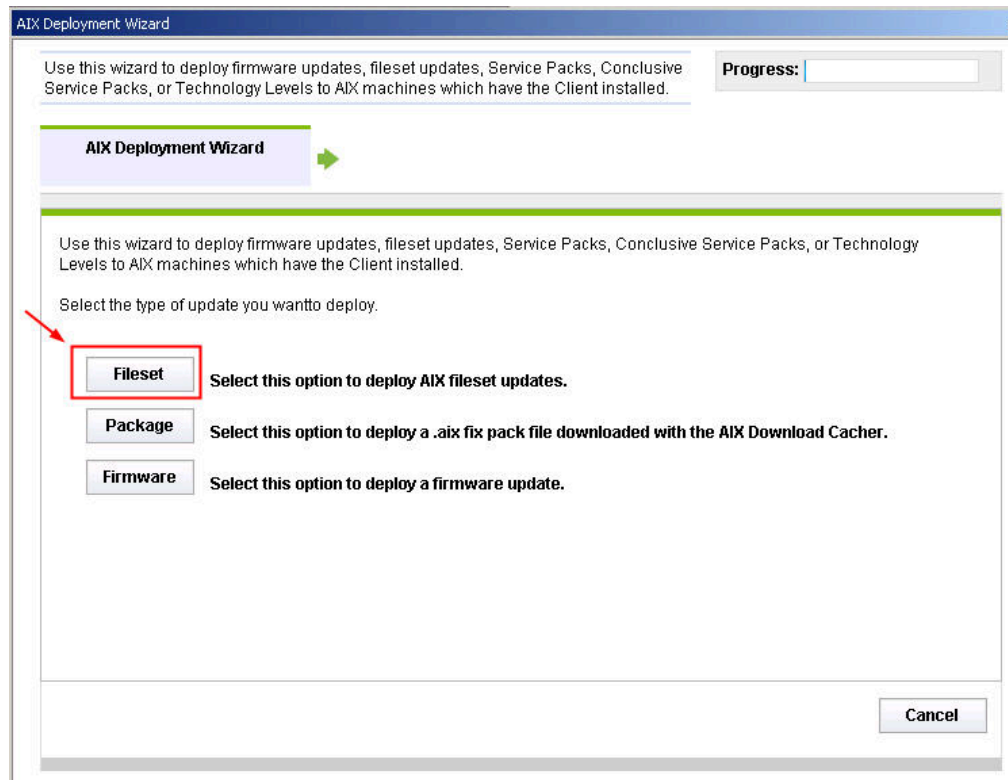 AIX Deployment Wizard
Use this wizard to deploy firmware updates, fileset updates, Service Packs, Conclusive
Service Packs, or Technology Levels to AIX machines which have the Client installed.
Progress:
AIX Deployment Wizard
Use this wizard to deploy firmware updates, fileset updates, Service Packs, Conclusive Service Packs, or Technology
Levels to AIX machines which have the Client installed.
Select the type of update you wantto deploy.
Fileset Select this option to deploy AIX fileset updates.
Package Select this option to deploy a .aix fix pack file downloaded with the AIX Download Cacher.
Firmware Select this option to deploy a firmware update.
Cancel